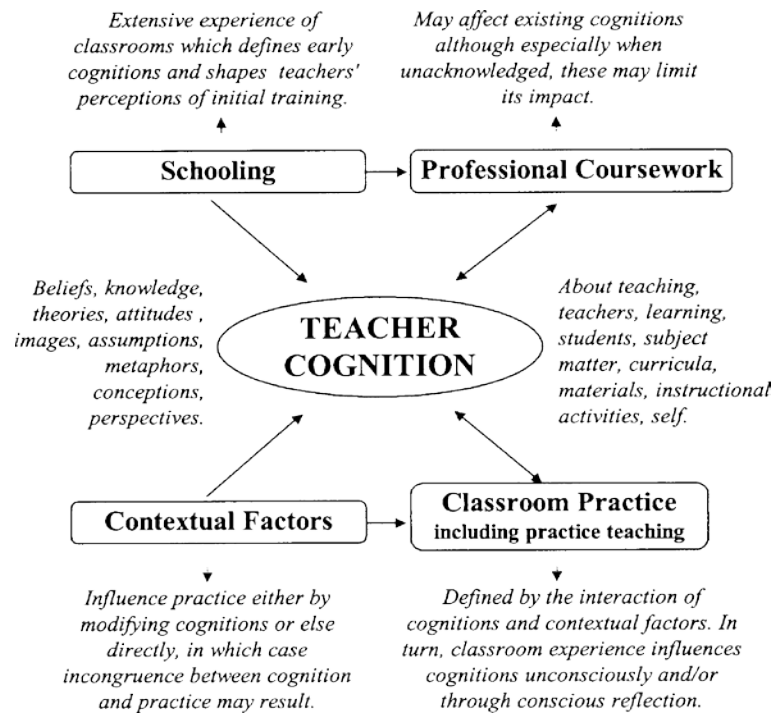 Extensive experience of
classrooms which defines early
cognitions and shapes teachers'
perceptions of initial training.
May affect existing cognitions
although especially when
unacknowledged, these may limit
its impact.
Schooling
Professional Coursework
Beliefs, knowledge,
theories, attitudes ,
images, assumptions,
metaphors,
conceptions,
perspectives.
TEACHER
COGNITION
About teaching,
teachers, learning,
students, subject
matter, curricula,
materials, instructional
activities, self.
Contextual Factors
Classroom Practice
including practice teaching
Influence practice either by
modifying cognitions or else
directly, in which case
incongruence between cognition
and practice may result.
Defined by the interaction of
cognitions and contextual factors. In
turn, classroom experience influences
cognitions unconsciously and/or
through conscious reflection.